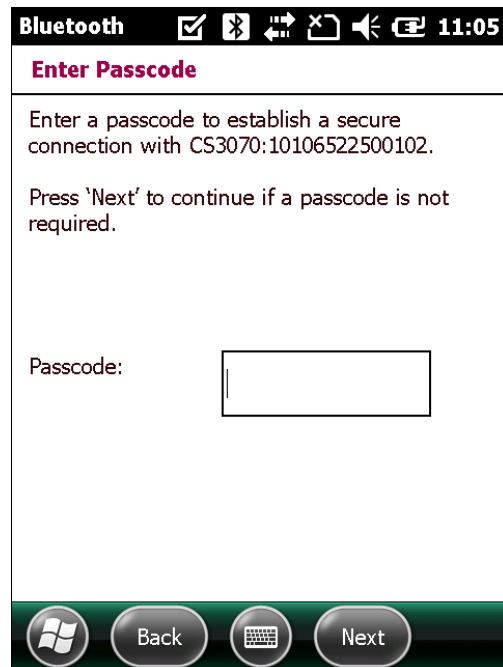 Bluetooth 11:05
Enter Passcode
Enter a passcode to establish a secure
connection with CS3070:10106522500102.
Press ‛Next’ to continue if a passcode is not
required.
Passcode:
Back Next